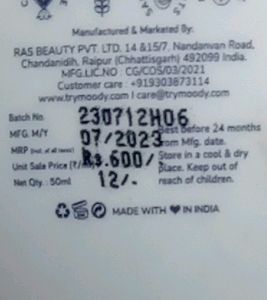 Manufactured & Marketed By:
RAS BEAUTY PVT. LTD. 14 &15/7, Nandanvan Road,
Chandanidih, Raipur (Chhattisgarh) 492099 India.
MFG.LIC.NO : CG/COS/03/2021
Customer care : +919303873114
www.trymoody.com I care@trymoody.com
Batch No. 230712H06
MFG. M/Y 07/2023 Best before 24 months
from Mfg. date.
MRP (incl. of all taxes) Rs.600/. Store in a cool & dry
Unit Sale Price 12/- place. Keep out of
Net Qty. : 50ml reach of children.
MADE WITH ♥ IN INDIA